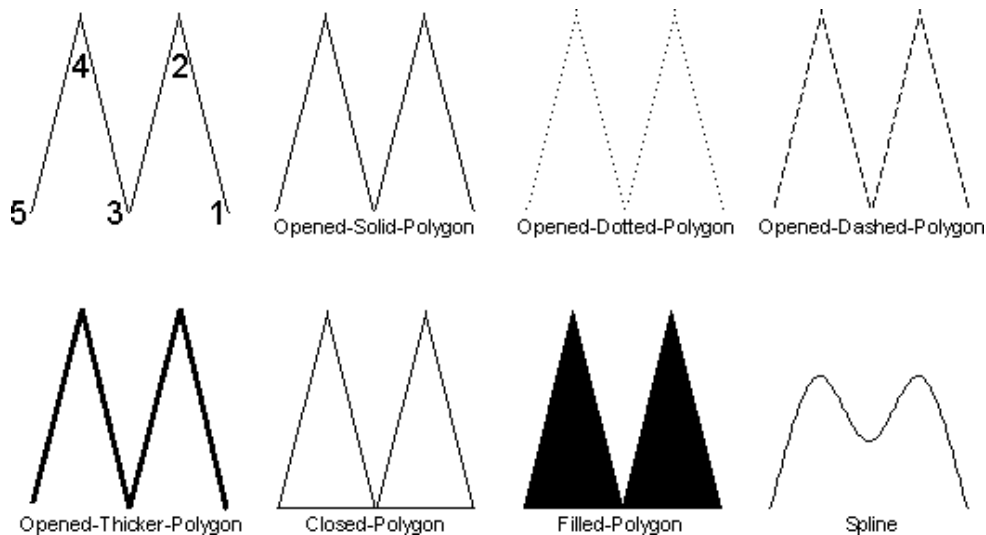 4 2
5 3 1
Opened-Solid-Polygon
Opened-Dotted-Polygon
Opened-Dashed-Polygon
Opened-Thicker-Polygon
Closed-Polygon
Filled-Polygon
Spline